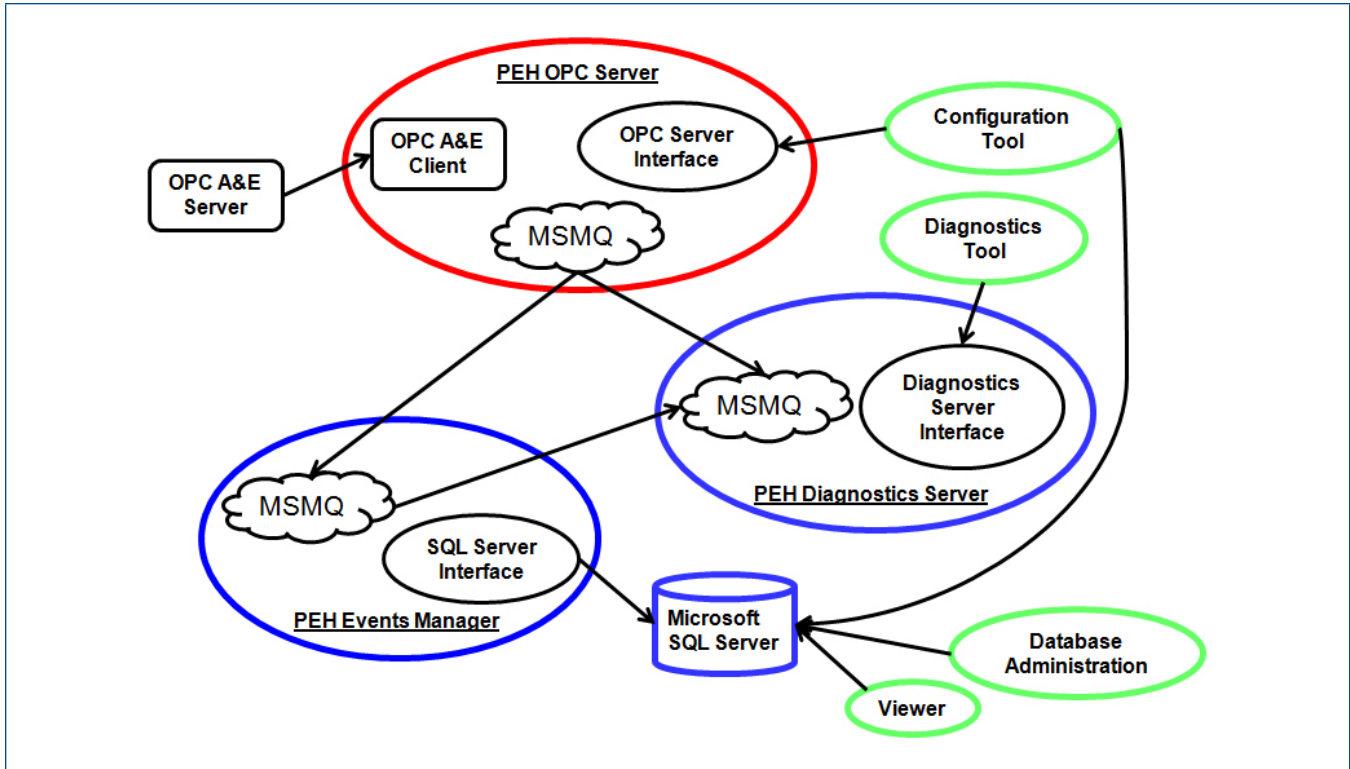 PEH OPC Server
OPC A&E
Client
OPC Server
Interface
Configuration
Tool
OPC A&E
Server
MSMQ
Diagnostics
Tool
MSMQ
Diagnostics
Server
Interface
PEH Diagnostics Server
MSMQ
SQL Server
Interface
PEH Events Manager
Microsoft
SQL Server
Database
Administration
Viewer